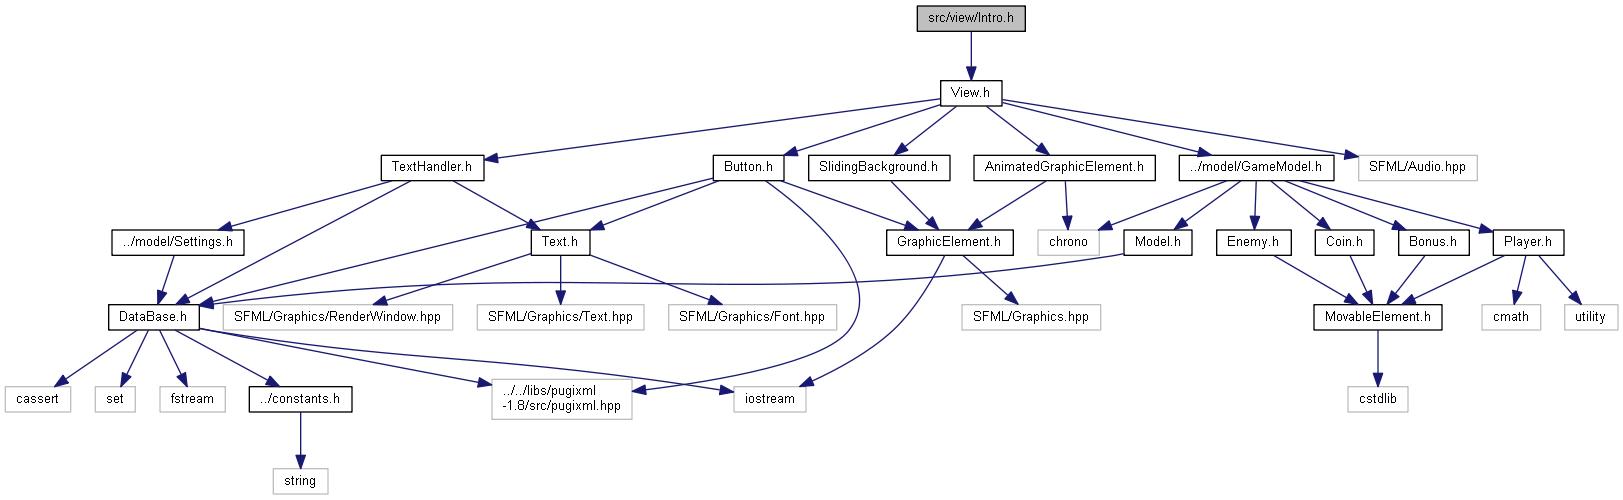 src/view/Intro.h
View.h
TextHandler.h
Button.h
SlidingBackground.h
AnimatedGraphicElement.h
../model/GameModel.h
SFML/Audio.hpp
../model/Settings.h
Text.h
GraphicElement.h
chrono
Model.h
Enemy.h
Coin.h
Bonus.h
Player.h
DataBase.h
SFML/Graphics/RenderWindow.hpp
SFML/Graphics/Text.hpp
SFML/Graphics/Font.hpp
SFML/Graphics.hpp
MovableElement.h
cmath
utility
cassert
set
fstream
../constants.h
../../libs/pugixml
-1.8/src/pugixml.hpp
iostream
cstdlib
string